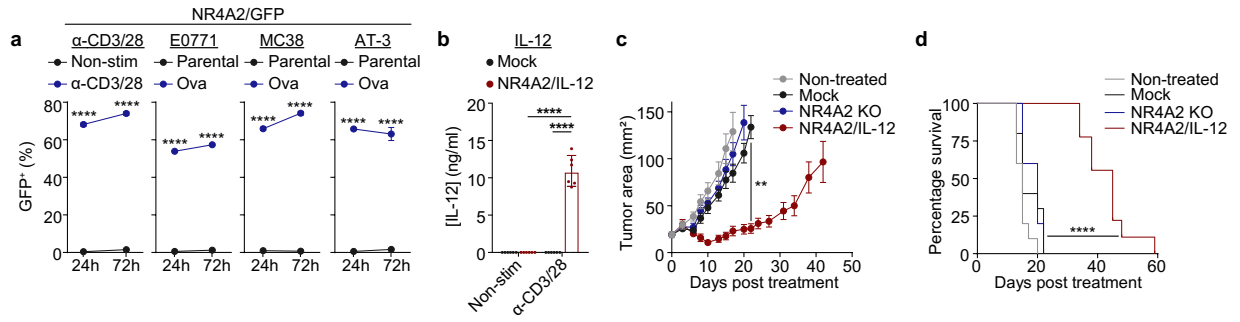 NR4A2/GFP
a
α-CD3/28
E0771
MC38
AT-3
Non-stim
Parental
Parental
Parental
α-CD3/28
Ova
Ova
Ova
GFP⁺ (%)
80
60
40
20
0
****
****
****
****
****
****
****
****
24h 72h
24h 72h
24h 72h
24h 72h
b
IL-12
Mock
NR4A2/IL-12
[IL-12] (ng/ml)
20
15
10
5
0
****
****
Non-stim
α-CD3/28
c
Non-treated
Mock
NR4A2 KO
NR4A2/IL-12
Tumor area (mm²)
150
100
50
0
**
0 10 20 30 40 50
Days post treatment
d
Non-treated
Mock
NR4A2 KO
NR4A2/IL-12
Percentage survival
100
75
50
25
0
****
0 20 40 60
Days post treatment